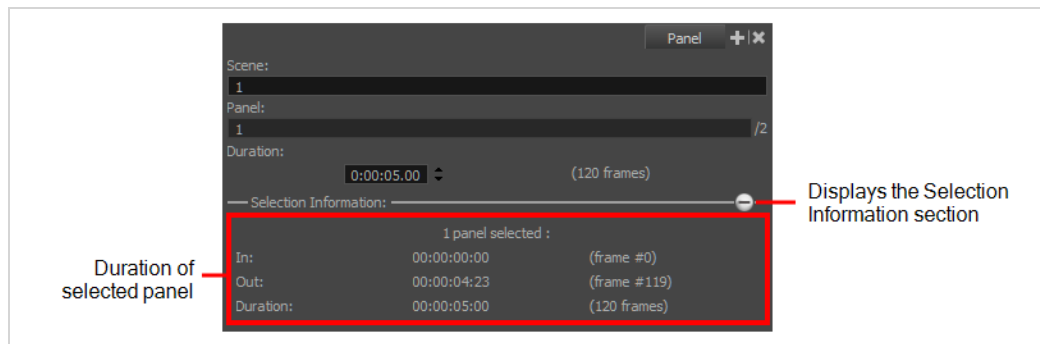 Panel
Scene:
1
Panel:
1 /2
Duration:
0:00:05.00 (120 frames)
Selection Information:
1 panel selected :
In: 00:00:00:00 (frame #0)
Out: 00:00:04:23 (frame #119)
Duration: 00:00:05:00 (120 frames)
Displays the Selection
Information section
Duration of
selected panel